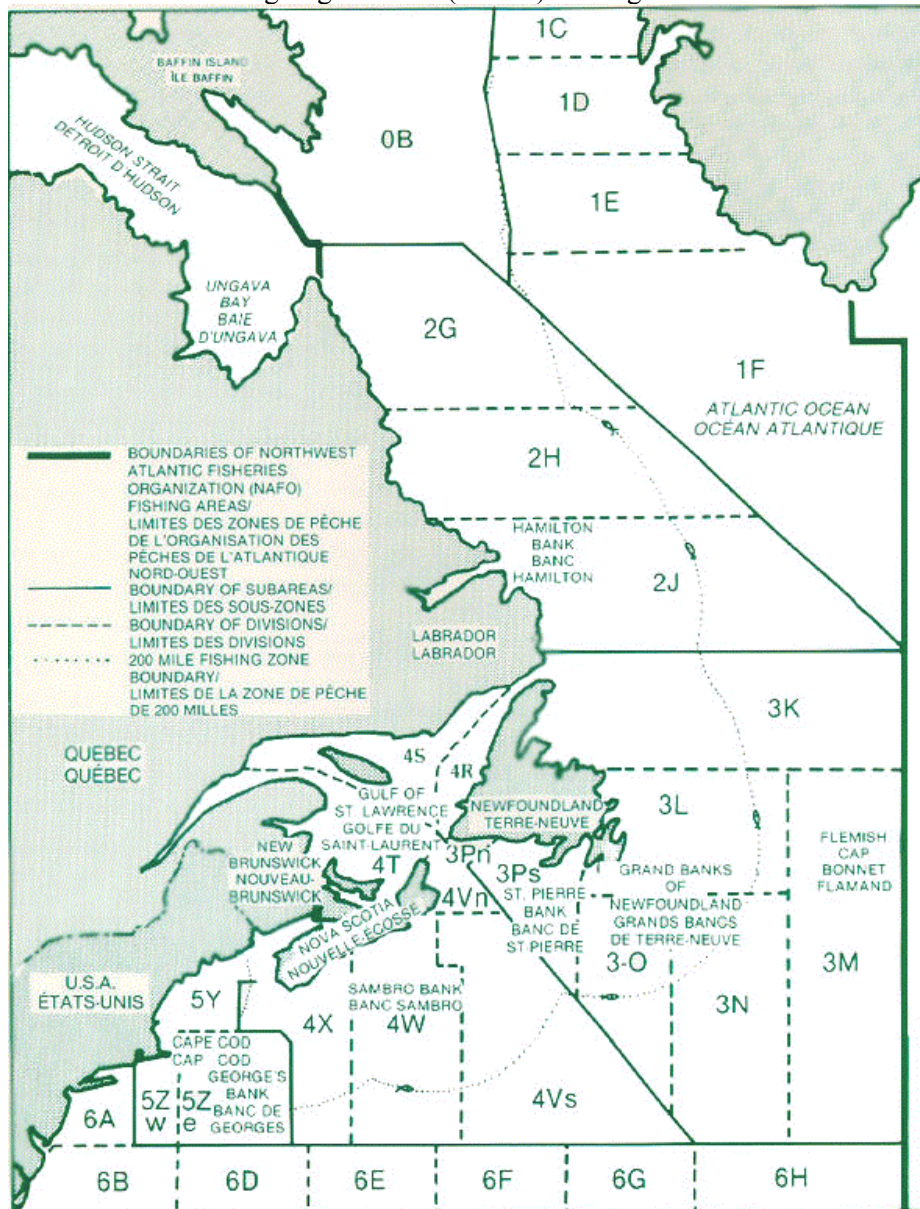 1C
BAFFIN ISLAND
ÎLE BAFFIN
1D
0B
HUDSON STRAIT
DÉTROIT D'HUDSON
1E
UNGAVA
BAY
BAIE
D'UNGAVA
2G
1F
ATLANTIC OCEAN
OCÉAN ATLANTIQUE
2H
BOUNDARIES OF NORTHWEST
ATLANTIC FISHERIES
ORGANIZATION (NAFO)
FISHING AREAS/
LIMITES DES ZONES DE PÊCHE
DE L'ORGANISATION DES
PÊCHES DE L'ATLANTIQUE
NORD-OUEST
BOUNDARY OF SUBAREAS/
LIMITES DES SOUS-ZONES
BOUNDARY OF DIVISIONS/
LIMITES DES DIVISIONS
200 MILE FISHING ZONE
BOUNDARY/
LIMITES DE LA ZONE DE PÊCHE
DE 200 MILLES
HAMILTON
BANK
BANC
HAMILTON
2J
LABRADOR
LABRADOR
3K
QUEBEC
QUÉBEC
4S
4R
GULF OF
ST. LAWRENCE
GOLFE DU
SAINT-LAURENT
NEWFOUNDLAND
TERRE-NEUVE
3L
FLEMISH
CAP
BONNET
FLAMAND
NEW
BRUNSWICK
NOUVEAU-
BRUNSWICK
4T
3Pn
3Ps
4Vn
ST. PIERRE
BANK
BANC DE
ST-PIERRE
GRAND BANKS
OF
NEWFOUNDLAND
GRANDS BANCS
DE TERRE-NEUVE
NOVA SCOTIA
NOUVELLE-ÉCOSSE
3-O
3M
U.S.A.
ÉTATS-UNIS
5Y
SAMBRO BANK
BANC SAMBRO
4X
4W
3N
CAPE COD
CAP COD
GEORGE'S
BANK
BANC DE
GEORGES
6A
5Z
w
5Z
e
4Vs
6B
6D
6E
6F
6G
6H